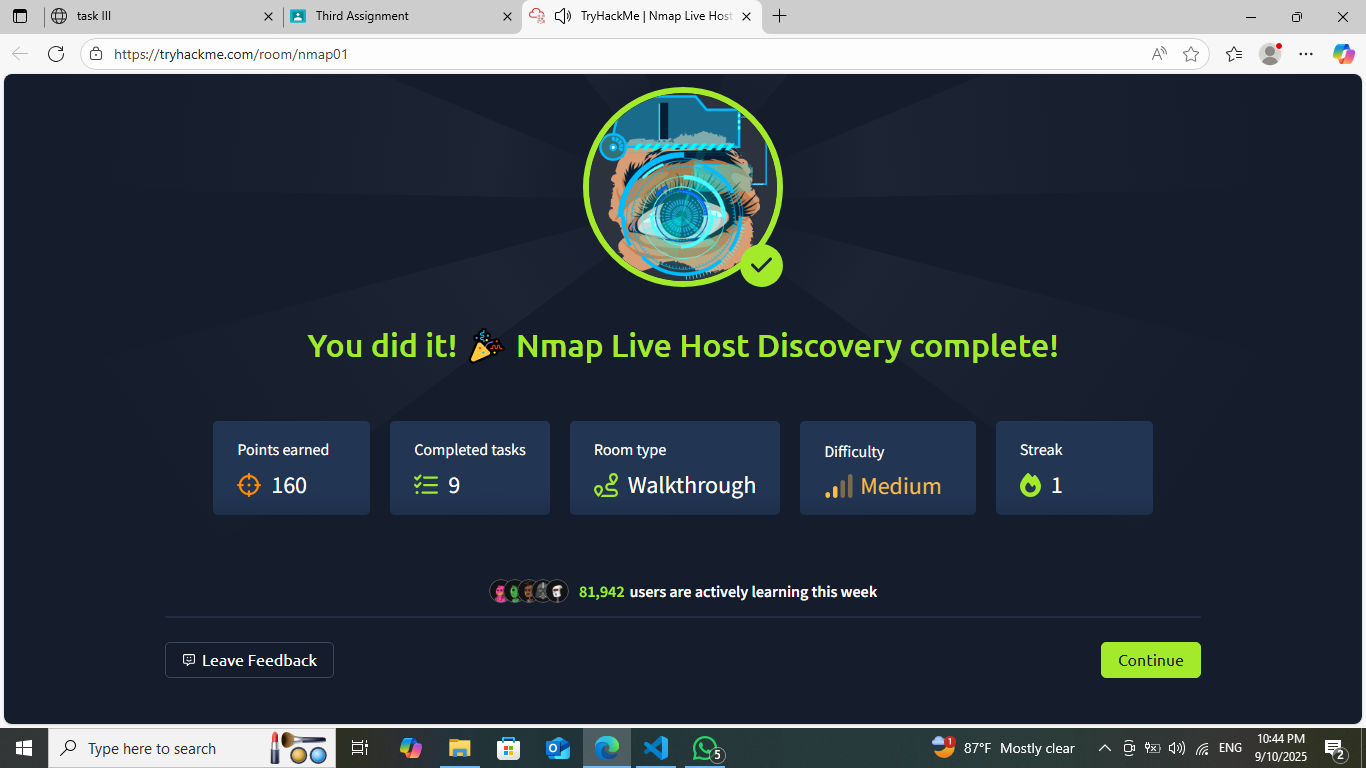 task III
Third Assignment
TryHackMe | Nmap Live Host
https://tryhackme.com/room/nmap01
You did it! 🎉 Nmap Live Host Discovery complete!
Points earned
160
Completed tasks
9
Room type
Walkthrough
Difficulty
Medium
Streak
1
81,942 users are actively learning this week
Leave Feedback
Continue
Type here to search
5
1
87°F Mostly clear
ENG
10:44 PM
9/10/2025
2